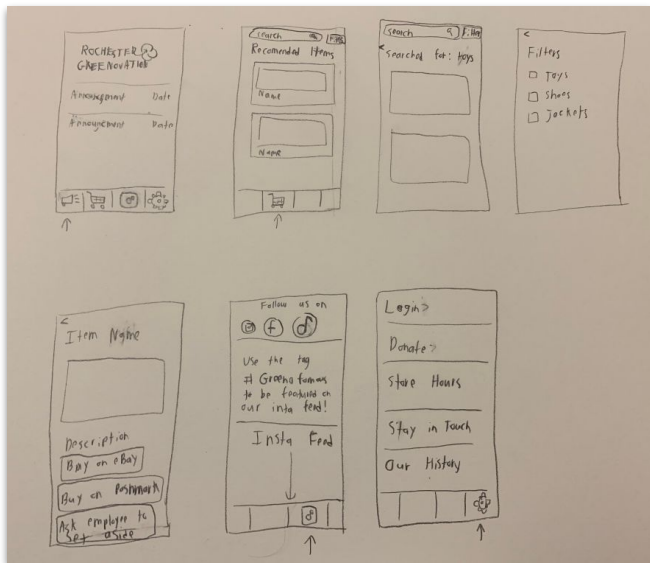 ROCHESTER
GREENOVATION
Announcement Date
Announcement Date
search Filter
Recomended Items
Name
Name
search Filter
< Searched for: toys
<
Filters
Toys
Shoes
Jackets
<
Item Name
Description
Buy on eBay
Buy on Poshmark
Ask employee to
set aside
Follow us on
f
Use the tag
# Greenofamous
to be featured on
our insta feed!
Insta Feed
Login >
Donate >
Store Hours
Stay in Touch
Our History